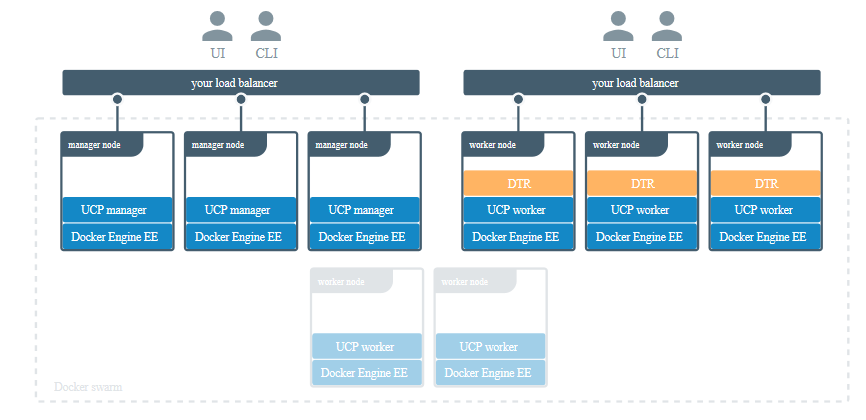 UI CLI
UI CLI
your load balancer
your load balancer
manager node
manager node
manager node
worker node
worker node
worker node
DTR
DTR
DTR
UCP manager
UCP manager
UCP manager
UCP worker
UCP worker
UCP worker
Docker Engine EE
Docker Engine EE
Docker Engine EE
Docker Engine EE
Docker Engine EE
Docker Engine EE
worker node
worker node
UCP worker
UCP worker
Docker Engine EE
Docker Engine EE
Docker swarm